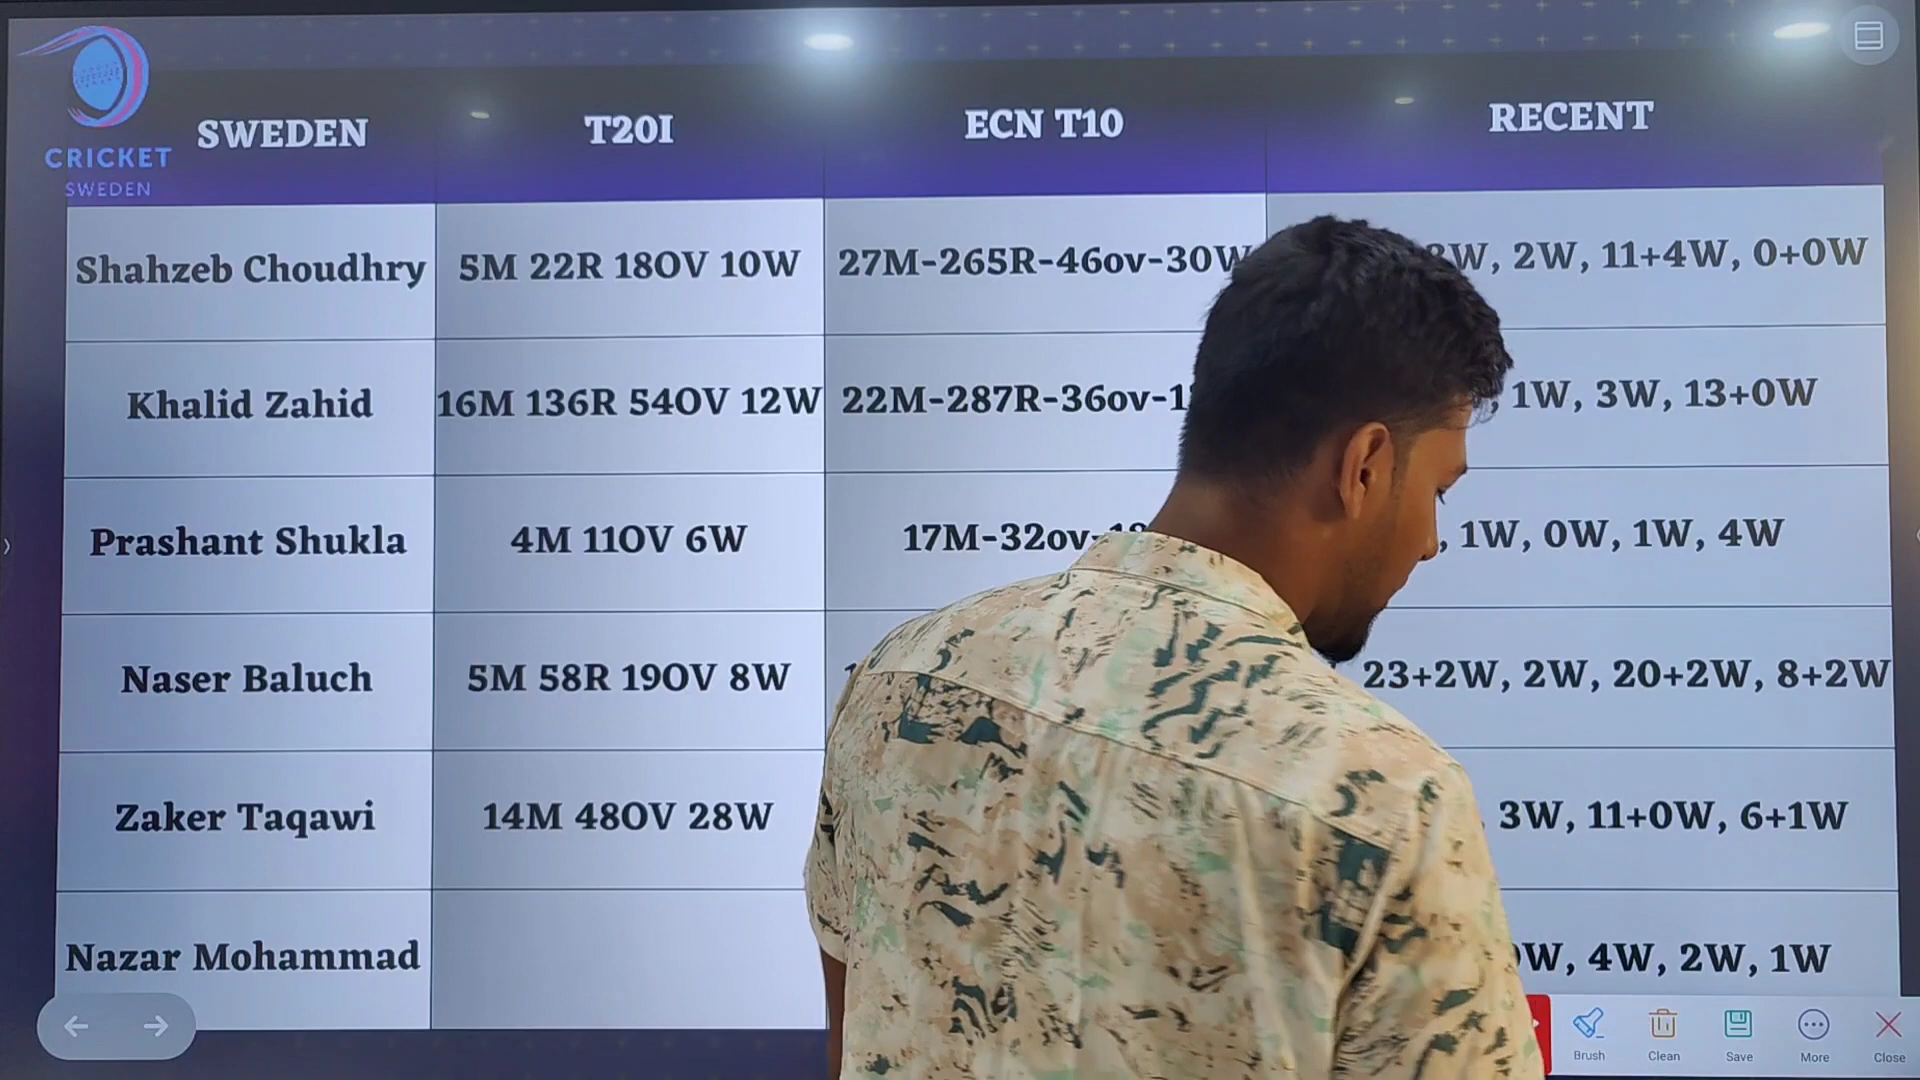 CRICKET
SWEDEN
SWEDEN T20I ECN T10 RECENT
Shahzeb Choudhry 5M 22R 18OV 10W 27M-265R-46ov-30W 2W, 11+4W, 0+0W
Khalid Zahid 16M 136R 54OV 12W 22M-287R-36ov- 1W, 3W, 13+0W
Prashant Shukla 4M 11OV 6W 17M-32ov- 1W, 0W, 1W, 4W
Naser Baluch 5M 58R 19OV 8W 23+2W, 2W, 20+2W, 8+2W
Zaker Taqawi 14M 48OV 28W 3W, 11+0W, 6+1W
Nazar Mohammad 4W, 2W, 1W
Brush Clean Save More Close